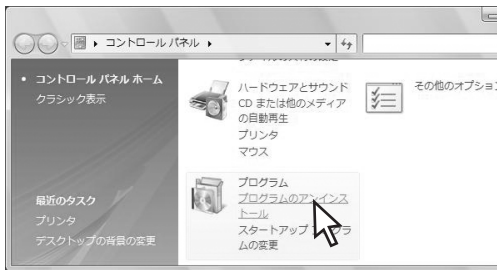 コントロール パネル
コントロール パネル ホーム
クラシック表示
最近のタスク
プリンタ
デスクトップの背景の変更
ハードウェアとサウンド
CD または他のメディア
の自動再生
プリンタ
マウス
プログラム
プログラムのアンインス
トール
スタートアップ
ムの変更
その他のオプション